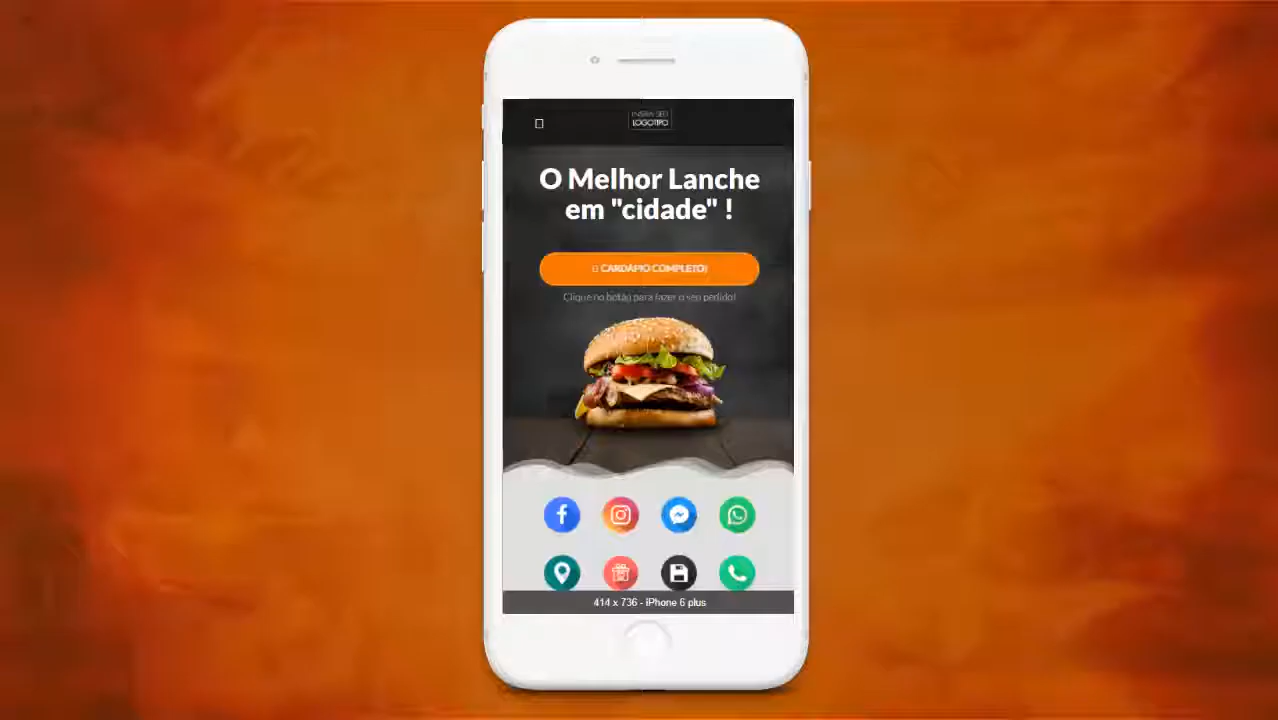 INSIRA SEU
LOGOTIPO
O Melhor Lanche
em "cidade" !
CARDÁPIO COMPLETO
Clique no botão para fazer o seu pedido!
414 x 736 - iPhone 6 plus